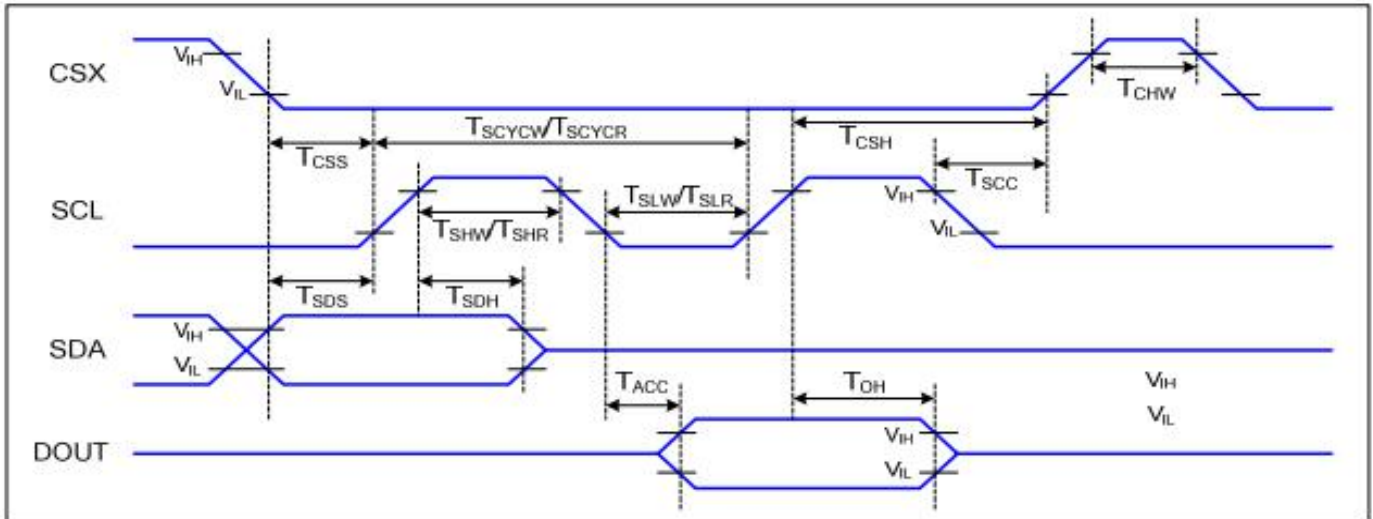 CSX
VIH
VIL
TCHW
TSCYCW/TSCYCR
TCSS
TCSH
TSCC
SCL
TSLW/TSLR
VIH
TSHW/TSHR
VIL
TSDS
TSDH
SDA
VIH
VIL
TACC
TOH
VIH
VIL
DOUT
VIH
VIL